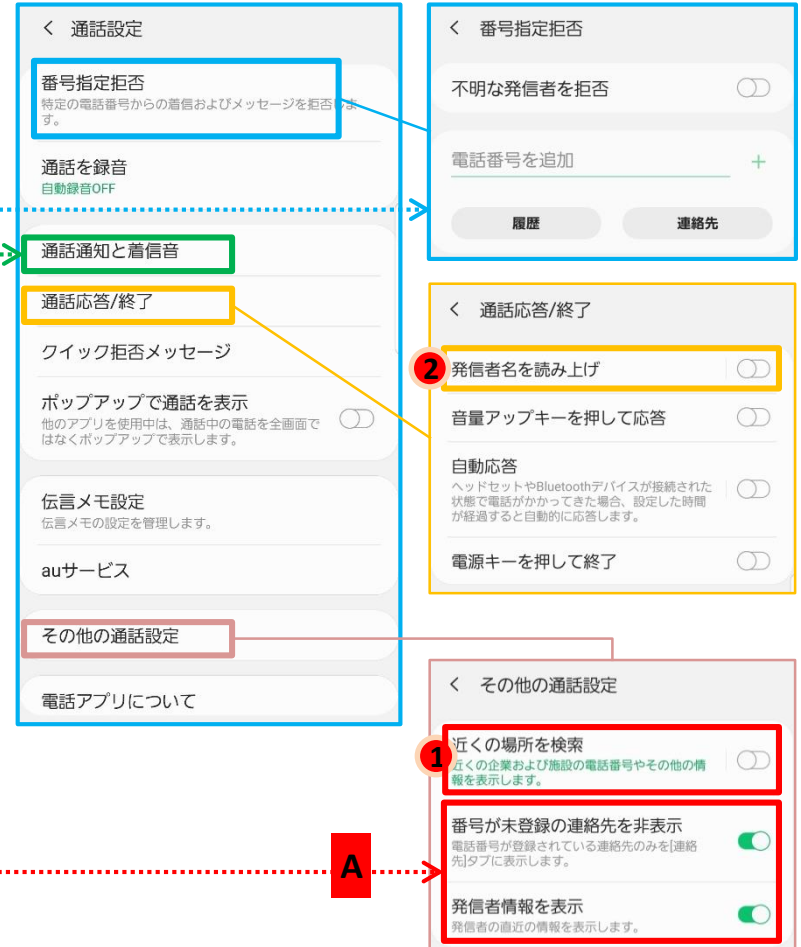 < 通話設定
番号指定拒否
特定の電話番号からの着信およびメッセージを拒否しま
す。
通話を録音
自動録音OFF
通話通知と着信音
通話応答/終了
クイック拒否メッセージ
ポップアップで通話を表示
他のアプリを使用中は、通話中の電話を全画面で
はなくポップアップで表示します。
伝言メモ設定
伝言メモの設定を管理します。
auサービス
その他の通話設定
電話アプリについて
< 番号指定拒否
不明な発信者を拒否
電話番号を追加 +
履歴 連絡先
< 通話応答/終了
2 発信者名を読み上げ
音量アップキーを押して応答
自動応答
ヘッドセットやBluetoothデバイスが接続された
状態で電話がかかってきた場合、設定した時間
が経過すると自動的に応答します。
電源キーを押して終了
< その他の通話設定
1 近くの場所を検索
近くの企業および施設の電話番号やその他の情
報を表示します。
A
番号が未登録の連絡先を非表示
電話番号が登録されている連絡先のみを[連絡
先]タブに表示します。
発信者情報を表示
発信者の直近の情報を表示します。